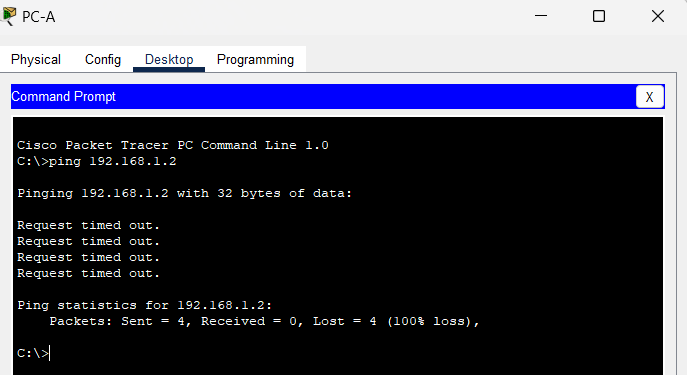 PC-A
Physical Config Desktop Programming
Command Prompt X
Cisco Packet Tracer PC Command Line 1.0
C:\>ping 192.168.1.2
Pinging 192.168.1.2 with 32 bytes of data:
Request timed out.
Request timed out.
Request timed out.
Request timed out.
Ping statistics for 192.168.1.2:
Packets: Sent = 4, Received = 0, Lost = 4 (100% loss),
C:\>